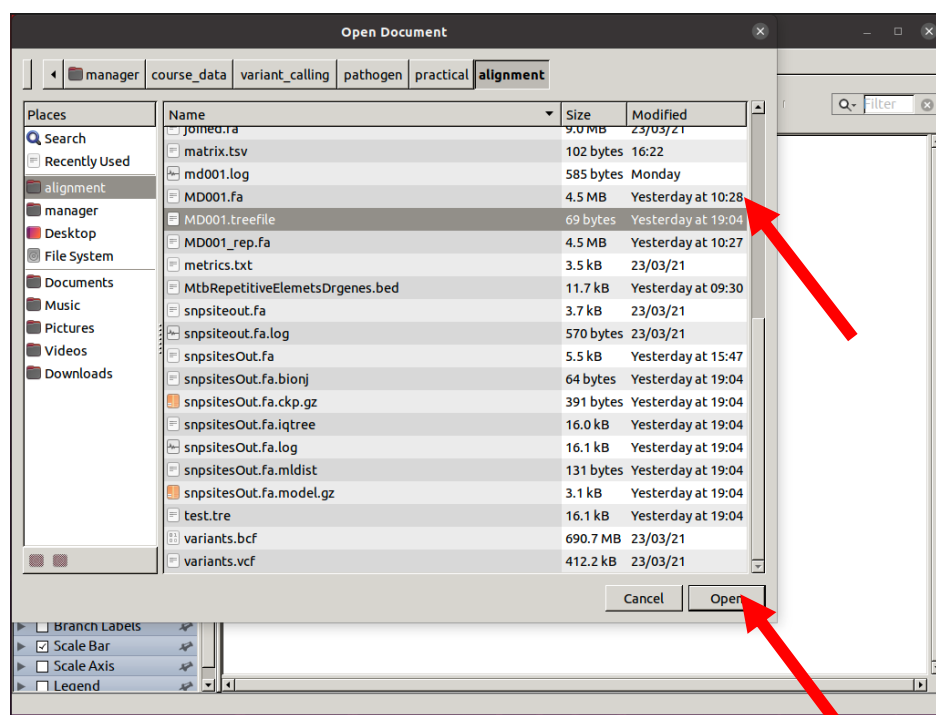 Open Document
manager course_data variant_calling pathogen practical alignment
Filter
Places
Search
Recently Used
alignment
manager
Desktop
File System
Documents
Music
Pictures
Videos
Downloads
Name Size Modified
joined.fa 9.0 MB 23/03/21
matrix.tsv 102 bytes 16:22
md001.log 585 bytes Monday
MD001.fa 4.5 MB Yesterday at 10:28
MD001.treefile 69 bytes Yesterday at 19:04
MD001_rep.fa 4.5 MB Yesterday at 10:27
metrics.txt 3.5 kB 23/03/21
MtbRepetitiveElemetsDrgenes.bed 11.7 kB Yesterday at 09:30
snpsiteout.fa 3.7 kB 23/03/21
snpsiteout.fa.log 570 bytes 23/03/21
snpsitesOut.fa 5.5 kB Yesterday at 15:47
snpsitesOut.fa.bionj 64 bytes Yesterday at 19:04
snpsitesOut.fa.ckp.gz 391 bytes Yesterday at 19:04
snpsitesOut.fa.iqtree 16.0 kB Yesterday at 19:04
snpsitesOut.fa.log 16.1 kB Yesterday at 19:04
snpsitesOut.fa.mldist 131 bytes Yesterday at 19:04
snpsitesOut.fa.model.gz 3.1 kB Yesterday at 19:04
test.tre 16.1 kB Yesterday at 19:04
variants.bcf 690.7 MB 23/03/21
variants.vcf 412.2 kB 23/03/21
Cancel Open
Branch Labels
Scale Bar
Scale Axis
Legend